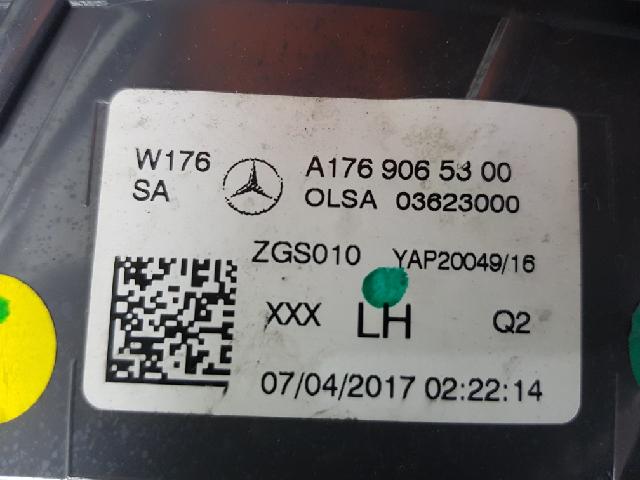 W176 A176 906 53 00
SA OLSA 03623000
ZGS010 YAP20049/16
XXX LH Q2
07/04/2017 02:22:14